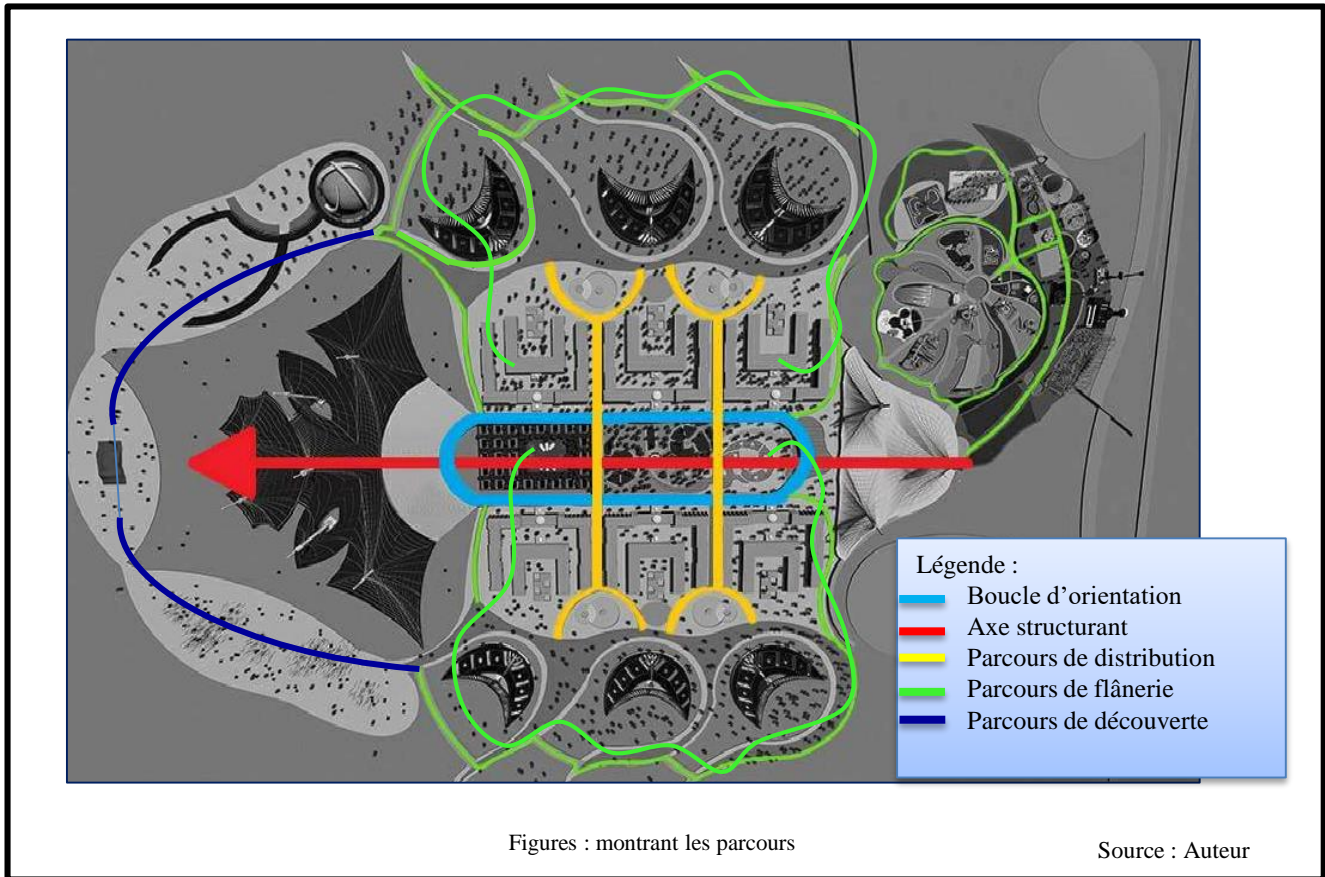 Légende :
Boucle d’orientation
Axe structurant
Parcours de distribution
Parcours de flânerie
Parcours de découverte
Figures : montrant les parcours
Source : Auteur